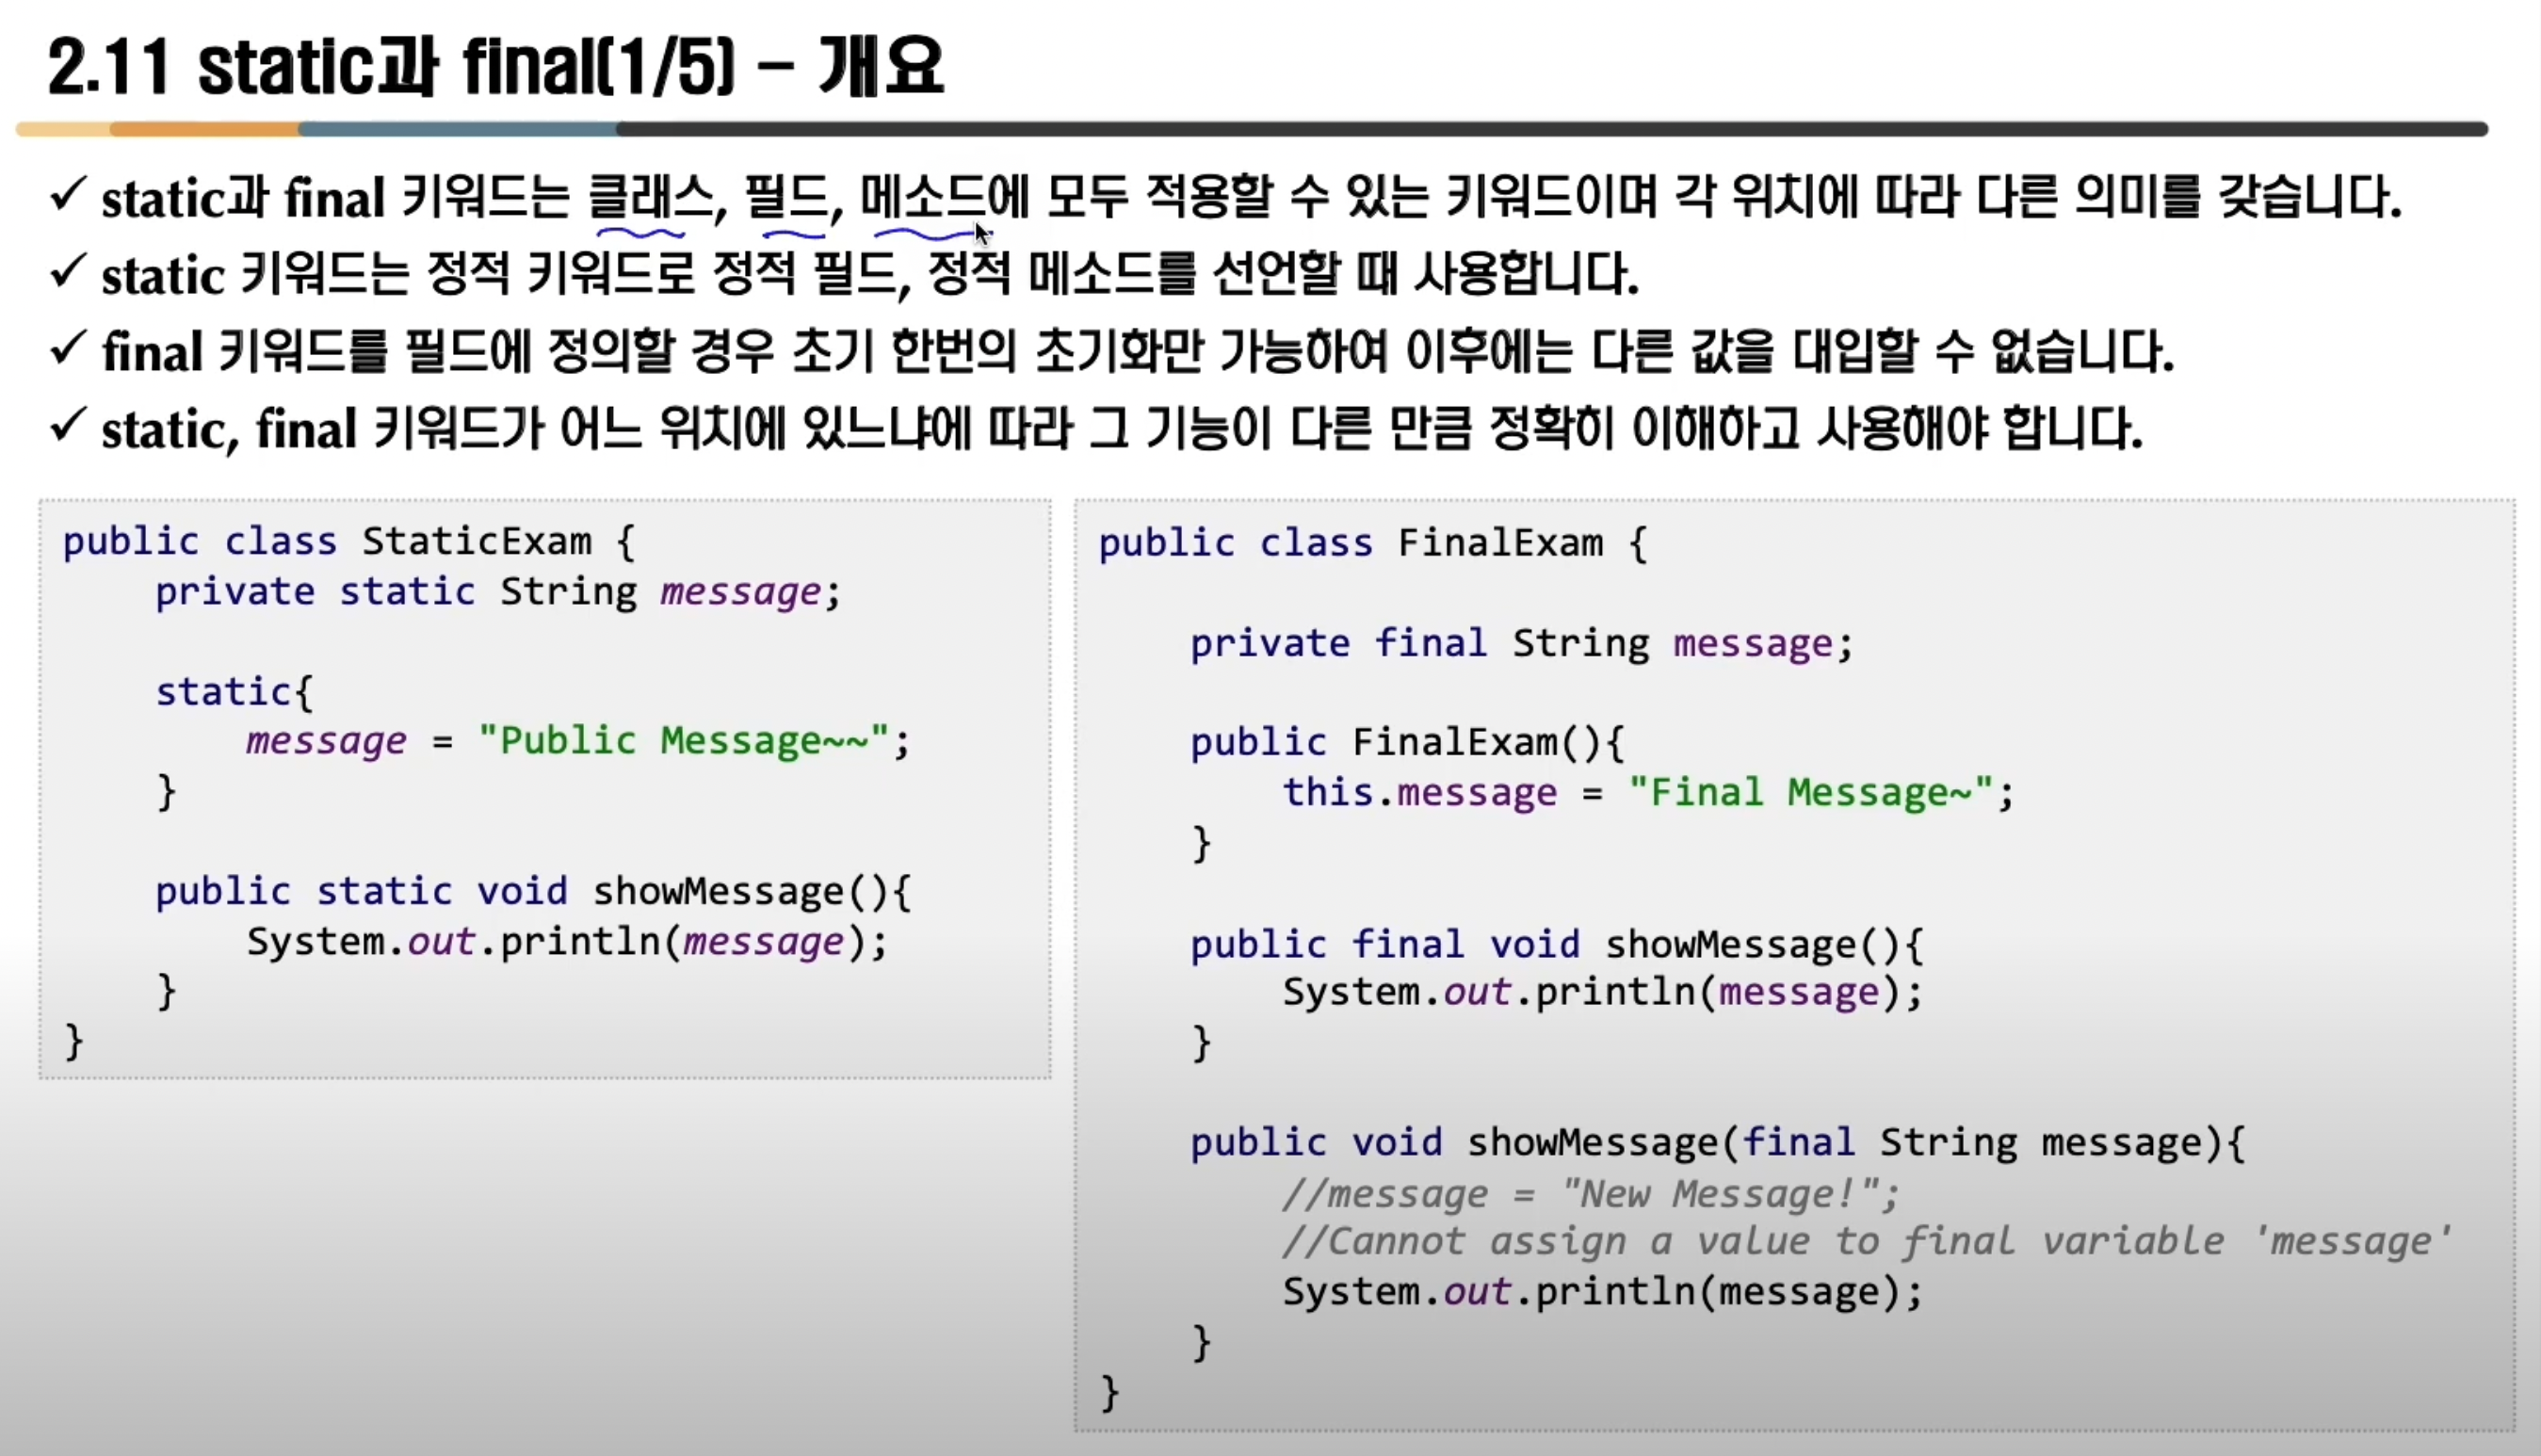 2.11 static과 final(1/5) – 개요
✓ static과 final 키워드는 클래스, 필드, 메소드에 모두 적용할 수 있는 키워드이며 각 위치에 따라 다른 의미를 갖습니다.
✓ static 키워드는 정적 키워드로 정적 필드, 정적 메소드를 선언할 때 사용합니다.
✓ final 키워드를 필드에 정의할 경우 초기 한번의 초기화만 가능하여 이후에는 다른 값을 대입할 수 없습니다.
✓ static, final 키워드가 어느 위치에 있느냐에 따라 그 기능이 다른 만큼 정확히 이해하고 사용해야 합니다.
public class StaticExam {
    private static String message;
    static{
        message = "Public Message~~";
    }
    public static void showMessage(){
        System.out.println(message);
    }
}
public class FinalExam {
    private final String message;
    public FinalExam(){
        this.message = "Final Message~";
    }
    public final void showMessage(){
        System.out.println(message);
    }
    public void showMessage(final String message){
        //message = "New Message!";
        //Cannot assign a value to final variable 'message'
        System.out.println(message);
    }
}